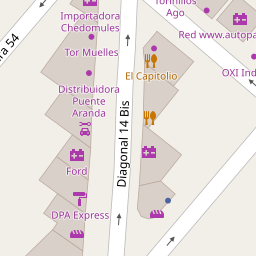 Importadora
Chedomules
Tornillos
Ago
Red www.autopa
Tor Muelles
El Capitolio
OXI Ind
Distribuidora
Puente
Aranda
ra 54
Diagonal 14 Bis
Ford
DPA Express